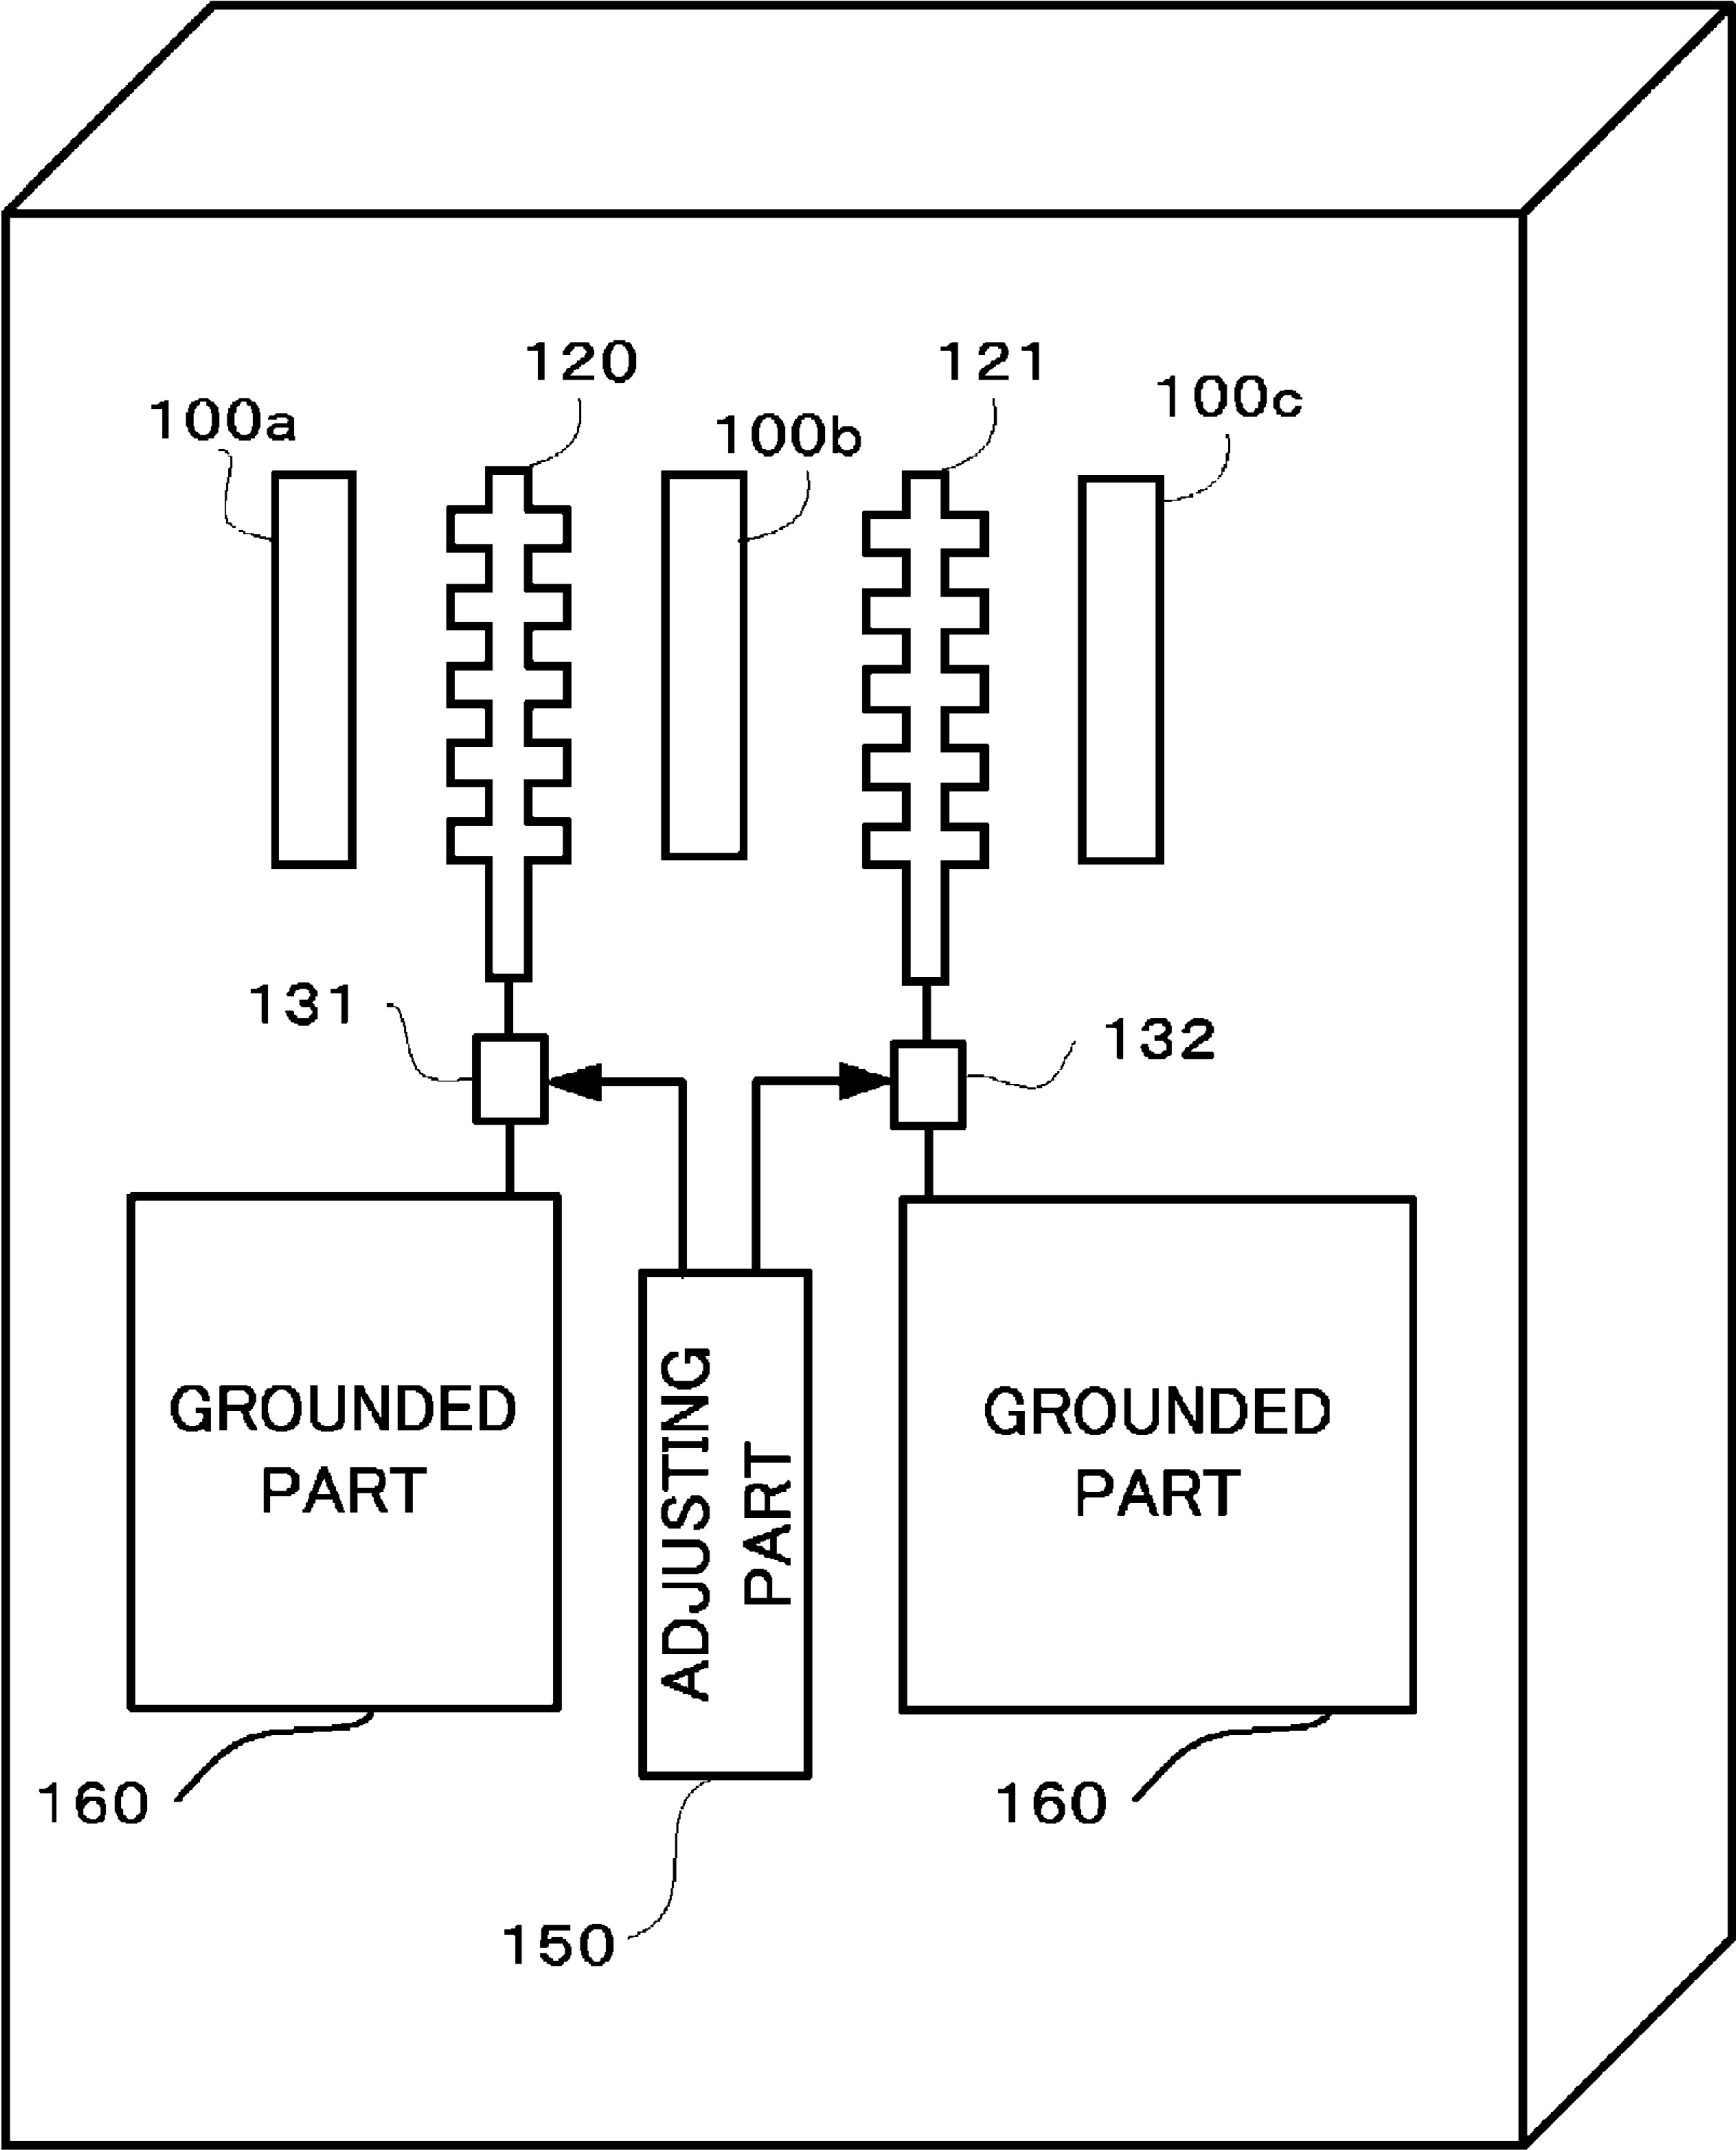 120
121
100a
100b
100c
131
132
GROUNDED
PART
ADJUSTING
PART
GROUNDED
PART
160
160
150